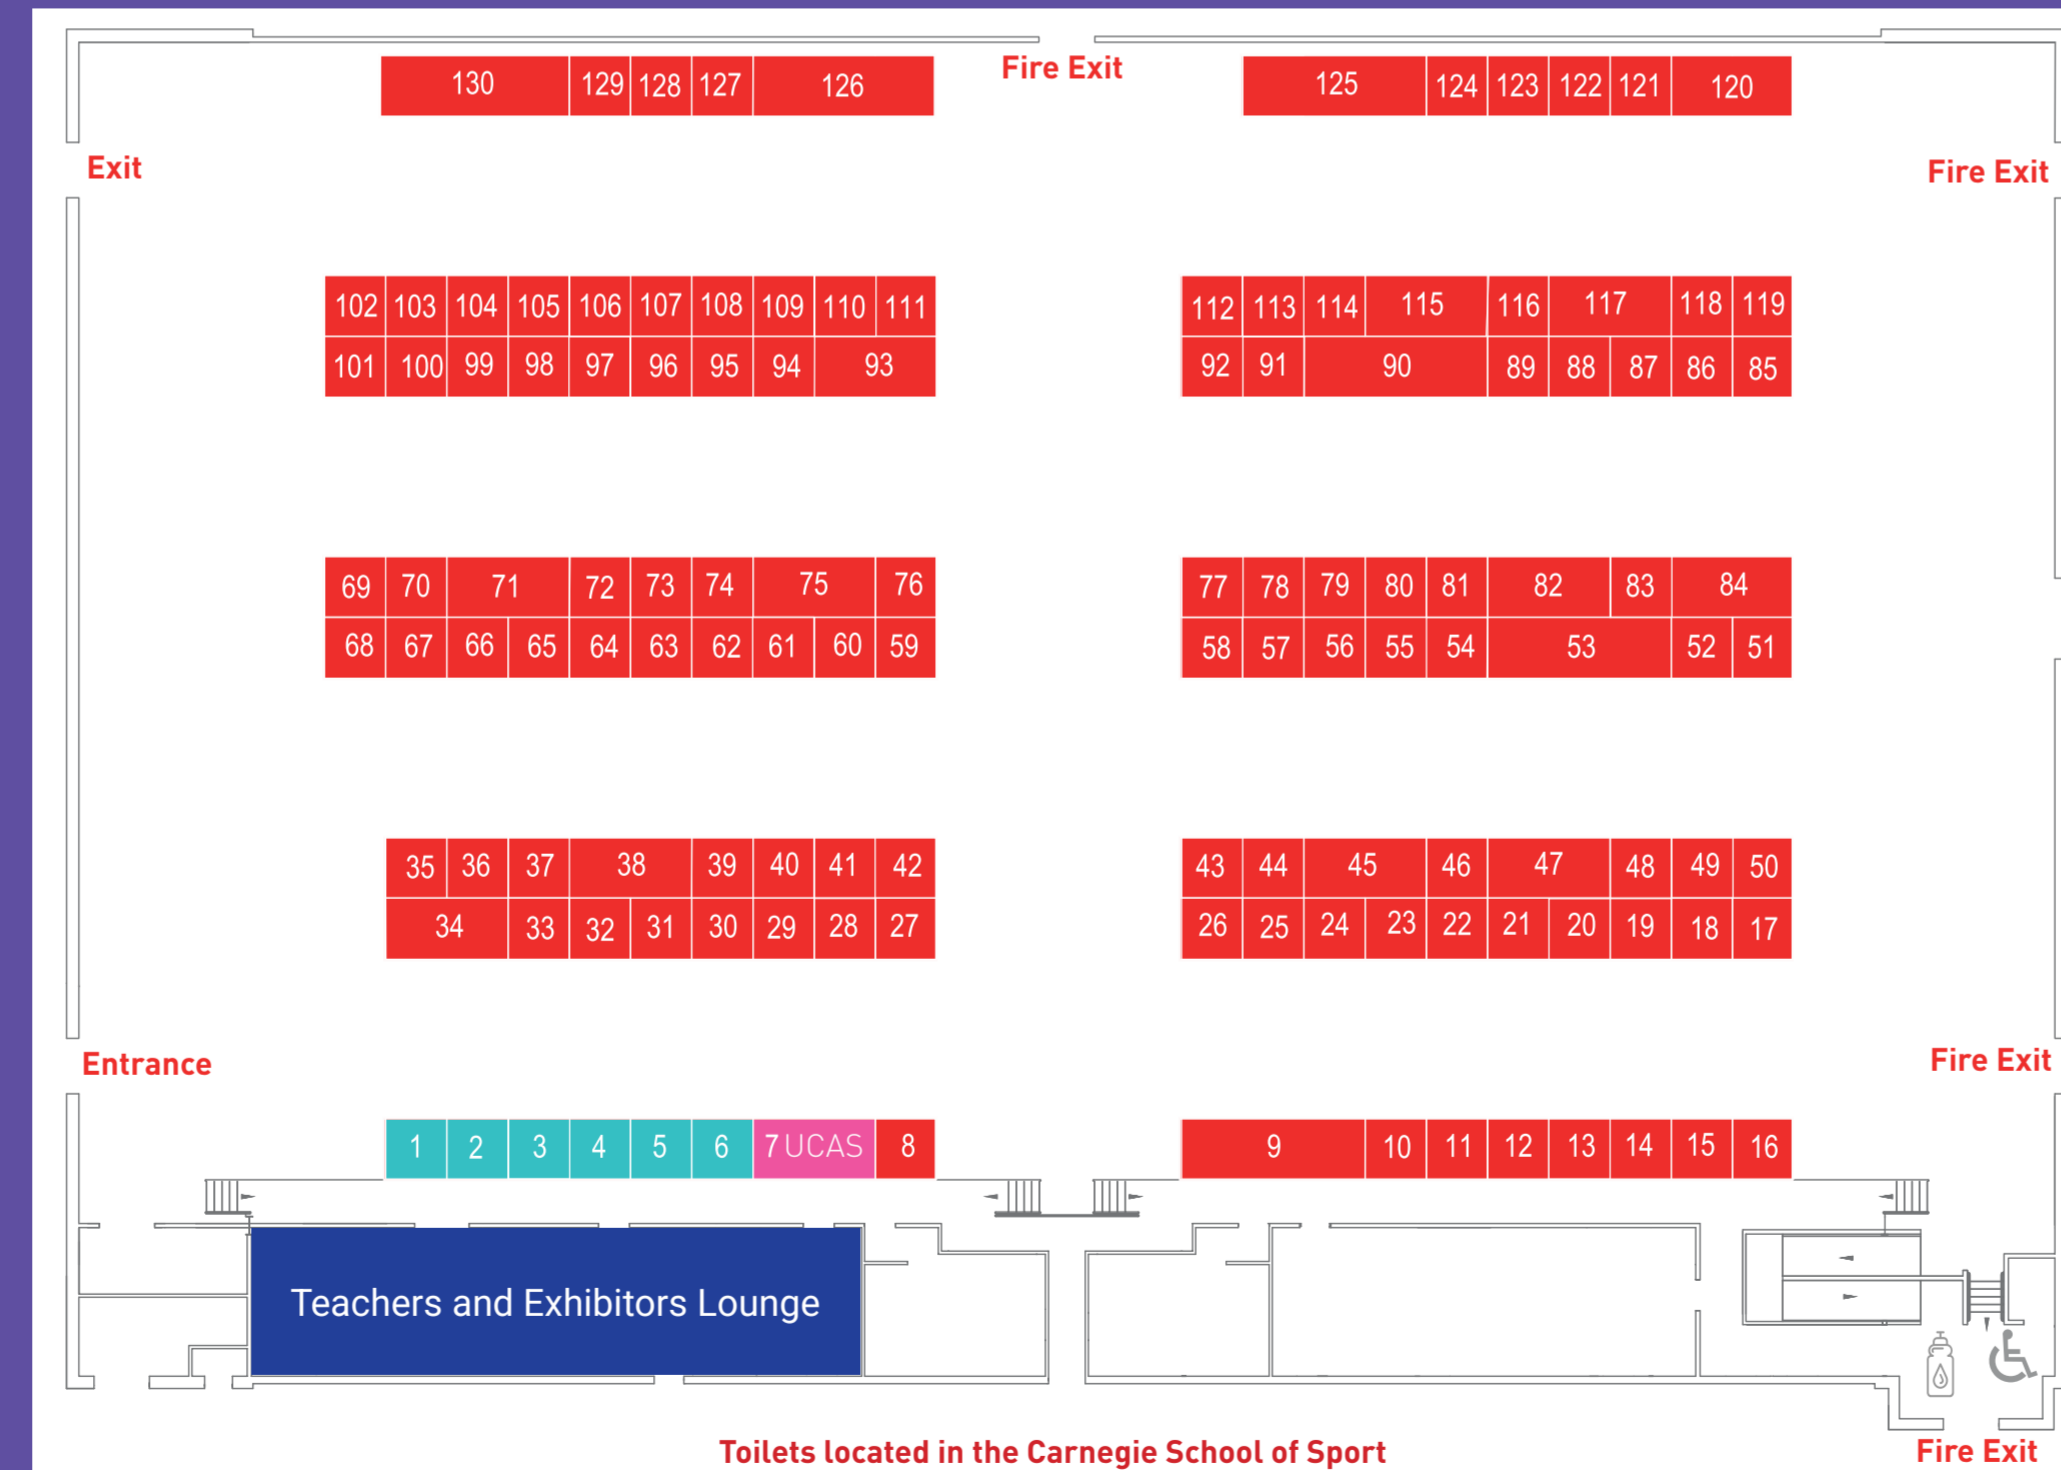 Fire Exit
130 129 128 127 126
125 124 123 122 121 120
Exit
Fire Exit
102 103 104 105 106 107 108 109 110 111
112 113 114 115 116 117 118 119
101 100 99 98 97 96 95 94 93
92 91 90 89 88 87 86 85
69 70 71 72 73 74 75 76
77 78 79 80 81 82 83 84
68 67 66 65 64 63 62 61 60 59
58 57 56 55 54 53 52 51
35 36 37 38 39 40 41 42
43 44 45 46 47 48 49 50
34 33 32 31 30 29 28 27
26 25 24 23 22 21 20 19 18 17
Entrance
Fire Exit
1 2 3 4 5 6 7 UCAS 8
9 10 11 12 13 14 15 16
Teachers and Exhibitors Lounge
Toilets located in the Carnegie School of Sport
Fire Exit